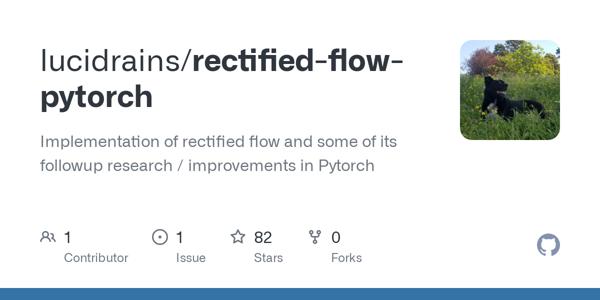 lucidrains/rectified-flow-
pytorch
Implementation of rectified flow and some of its
followup research / improvements in Pytorch
1 1 82 0
Contributor Issue Stars Forks